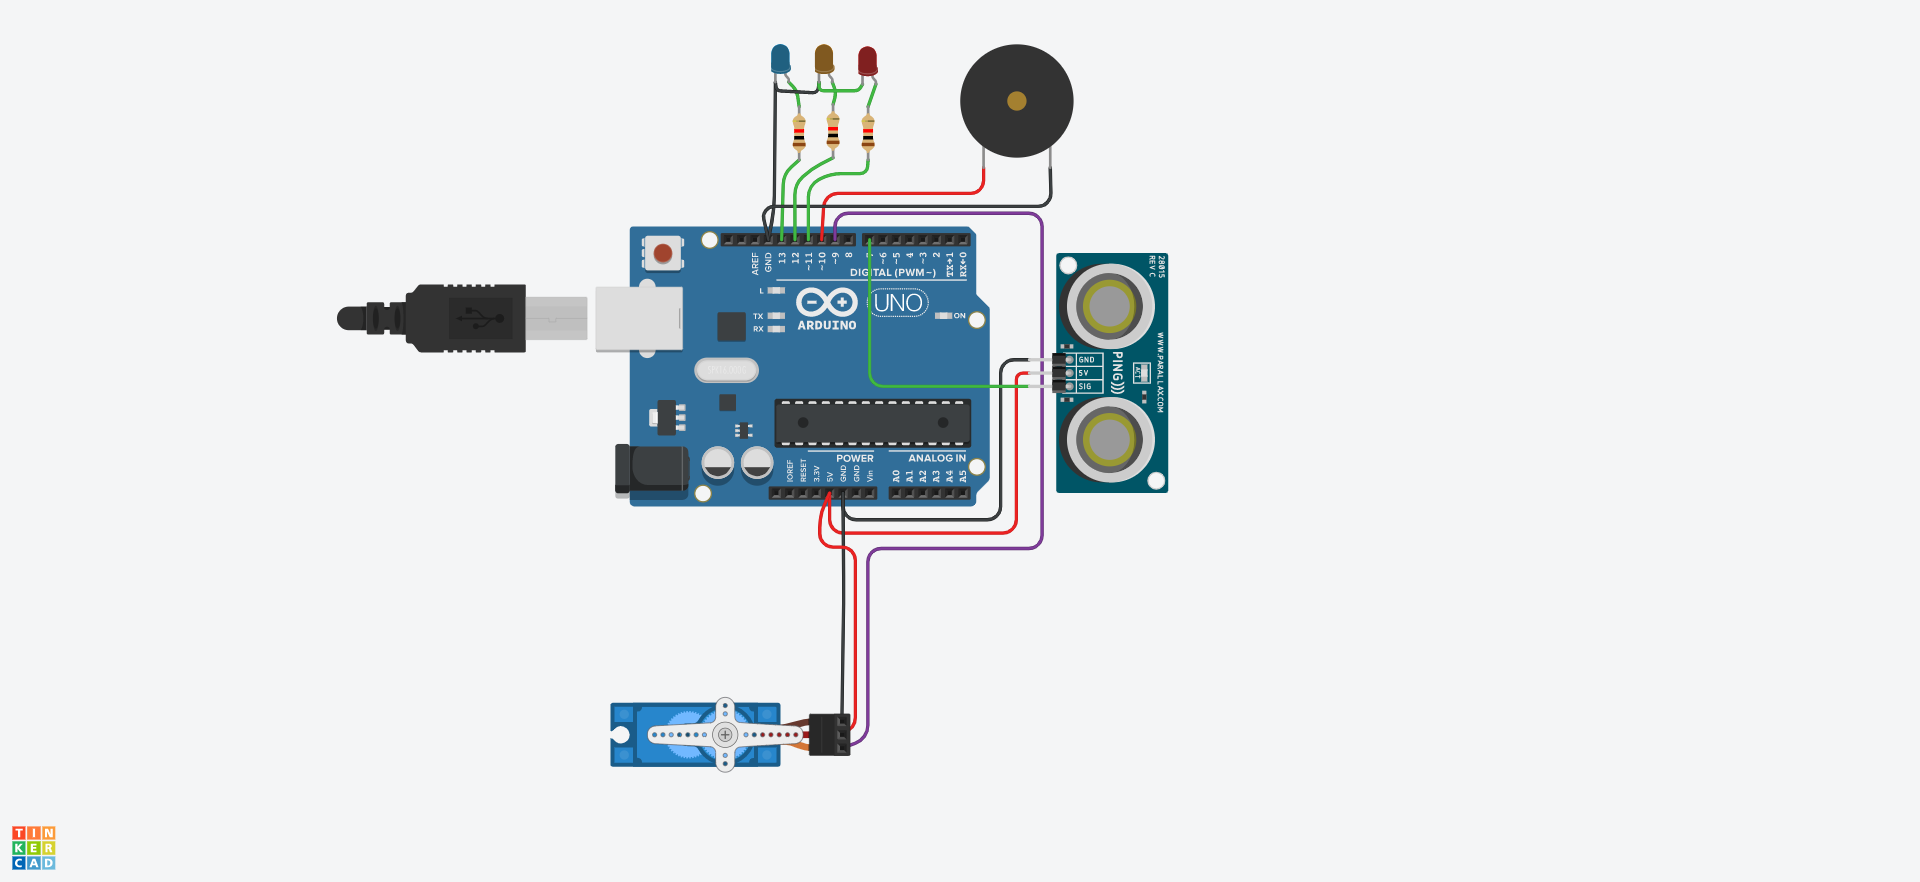 AREF
GND
13
12
~11
~10
~9
8
~6
~5
4
~3
2
TX→1
RX←0
DIGITAL (PWM~)
L
TX
RX
ARDUINO
UNO
ON
POWER
ANALOG IN
IOREF
RESET
3.3V
5V
GND
GND
Vin
A0
A1
A2
A3
A4
A5
28015
REV C
GND
5V
SIG
PING)))
ACT
WWW.PARALLAX.COM
TIN
KER
CAD